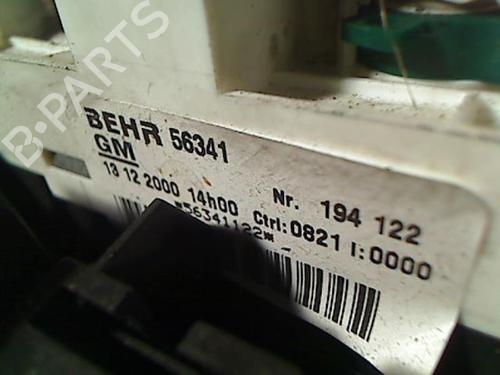 B-PARTS
BEHR 56341
GM
13 12 2000 14h00 Nr. 194 122
*56341122* Ctrl:0821 I:0000